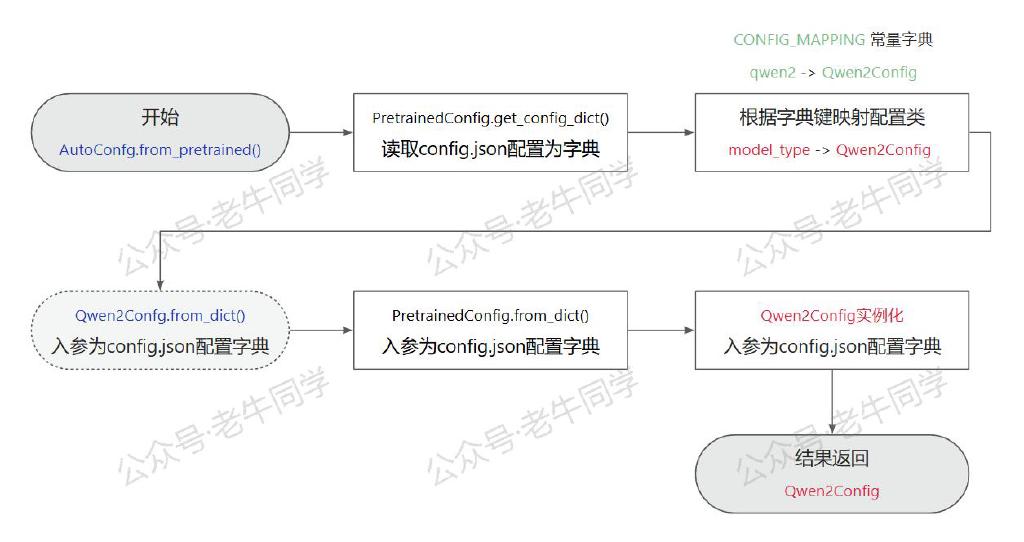 CONFIG_MAPPING 常量字典
qwen2 -> Qwen2Config
开始
AutoConfg.from_pretrained()
PretrainedConfig.get_config_dict()
读取config.json配置为字典
根据字典键映射配置类
model_type -> Qwen2Config
公众号·老牛同学
公众号·老牛同学
公众号·老牛同学
Qwen2Confg.from_dict()
入参为config.json配置字典
PretrainedConfig.from_dict()
入参为config.json配置字典
Qwen2Config实例化
入参为config.json配置字典
公众号·老牛同学
公众号·老牛同学
公众号·老牛同学
结果返回
Qwen2Config